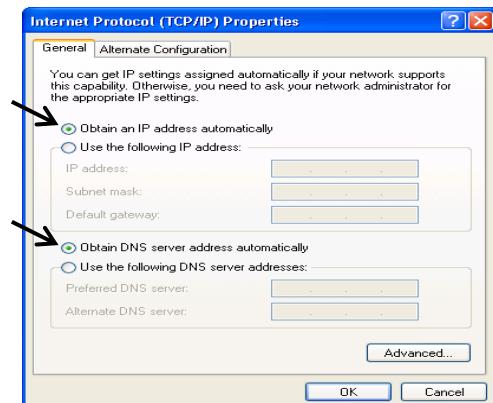 Internet Protocol (TCP/IP) Properties
General
Alternate Configuration
You can get IP settings assigned automatically if your network supports
this capability. Otherwise, you need to ask your network administrator for
the appropriate IP settings.
Obtain an IP address automatically
Use the following IP address:
IP address:
Subnet mask:
Default gateway:
Obtain DNS server address automatically
Use the following DNS server addresses:
Preferred DNS server:
Alternate DNS server:
Advanced...
OK
Cancel